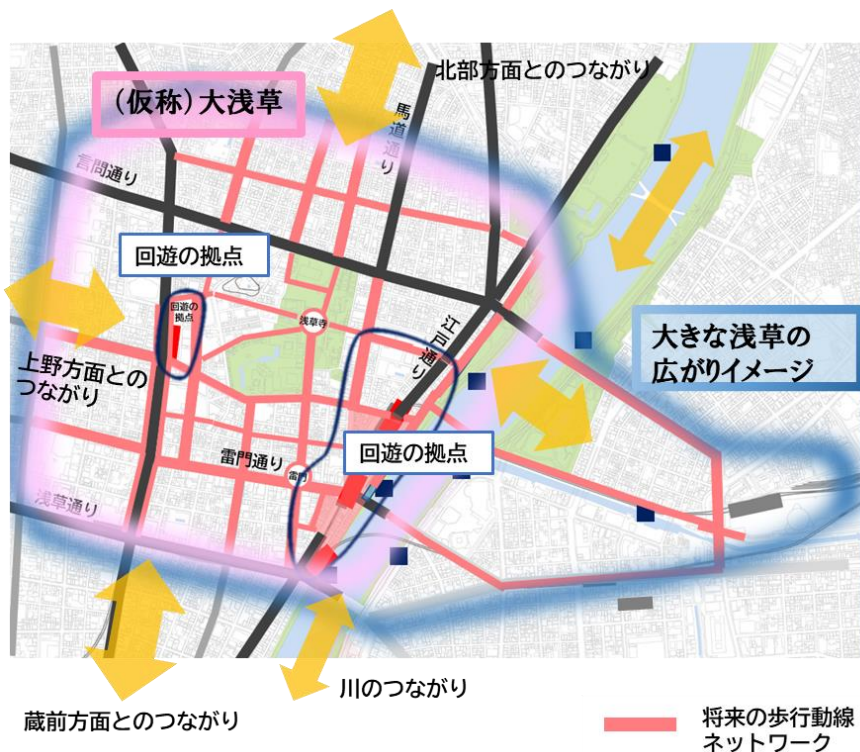 北部方面とのつながり
(仮称)大浅草
馬道通り
言問通り
回遊の拠点
回遊の
拠点
浅草寺
江戸通り
大きな浅草の
広がりイメージ
上野方面との
つながり
雷門通り
雷門
回遊の拠点
浅草通り
川のつながり
蔵前方面とのつながり
将来の歩行動線
ネットワーク